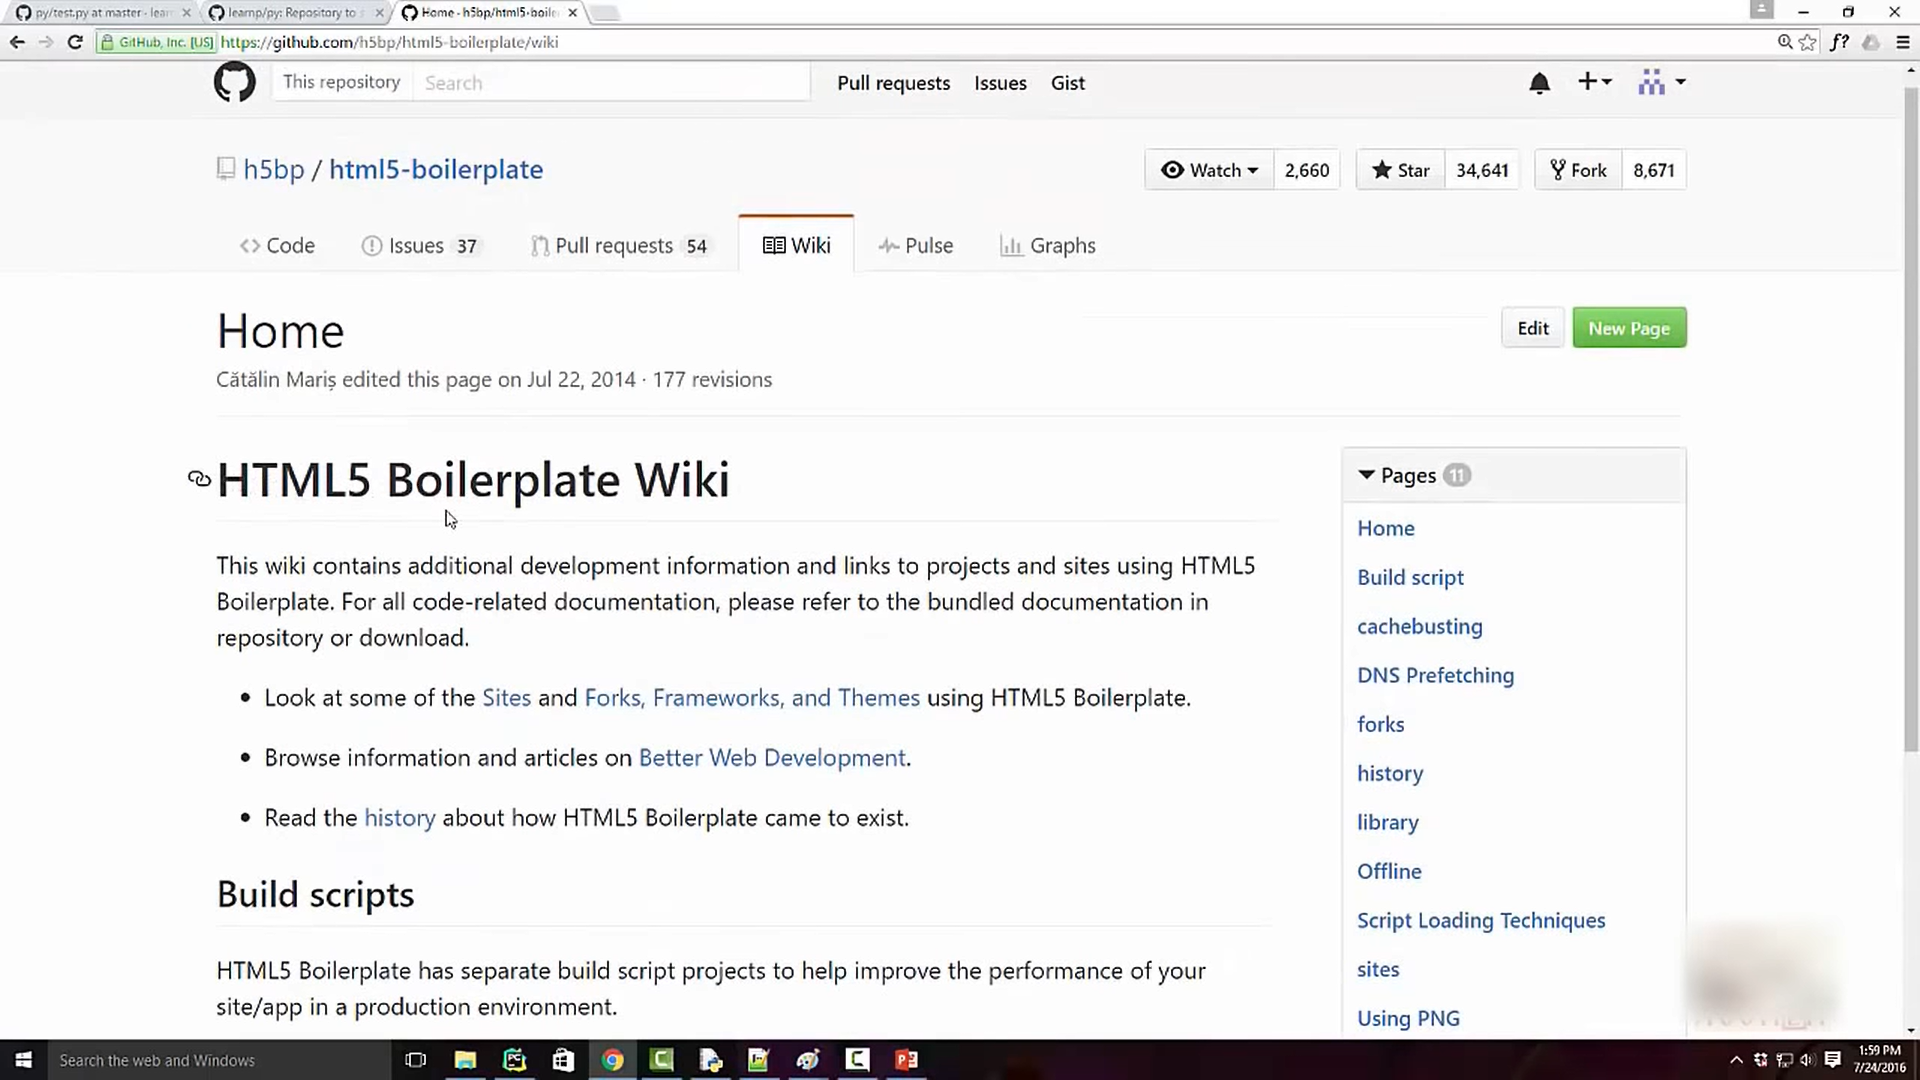 py/test.py at master · lear
learnp/py: Repository to
Home · h5bp/html5-boile
GitHub, Inc. [US] https://github.com/h5bp/html5-boilerplate/wiki
This repository Search Pull requests Issues Gist
h5bp / html5-boilerplate
Watch 2,660 Star 34,641 Fork 8,671
Code Issues 37 Pull requests 54 Wiki Pulse Graphs
Home
Edit New Page
Cătălin Mariș edited this page on Jul 22, 2014 · 177 revisions
HTML5 Boilerplate Wiki
This wiki contains additional development information and links to projects and sites using HTML5
Boilerplate. For all code-related documentation, please refer to the bundled documentation in
repository or download.
• Look at some of the Sites and Forks, Frameworks, and Themes using HTML5 Boilerplate.
• Browse information and articles on Better Web Development.
• Read the history about how HTML5 Boilerplate came to exist.
Build scripts
HTML5 Boilerplate has separate build script projects to help improve the performance of your
site/app in a production environment.
Pages 11
Home
Build script
cachebusting
DNS Prefetching
forks
history
library
Offline
Script Loading Techniques
sites
Using PNG
Search the web and Windows
1:59 PM
7/24/2016